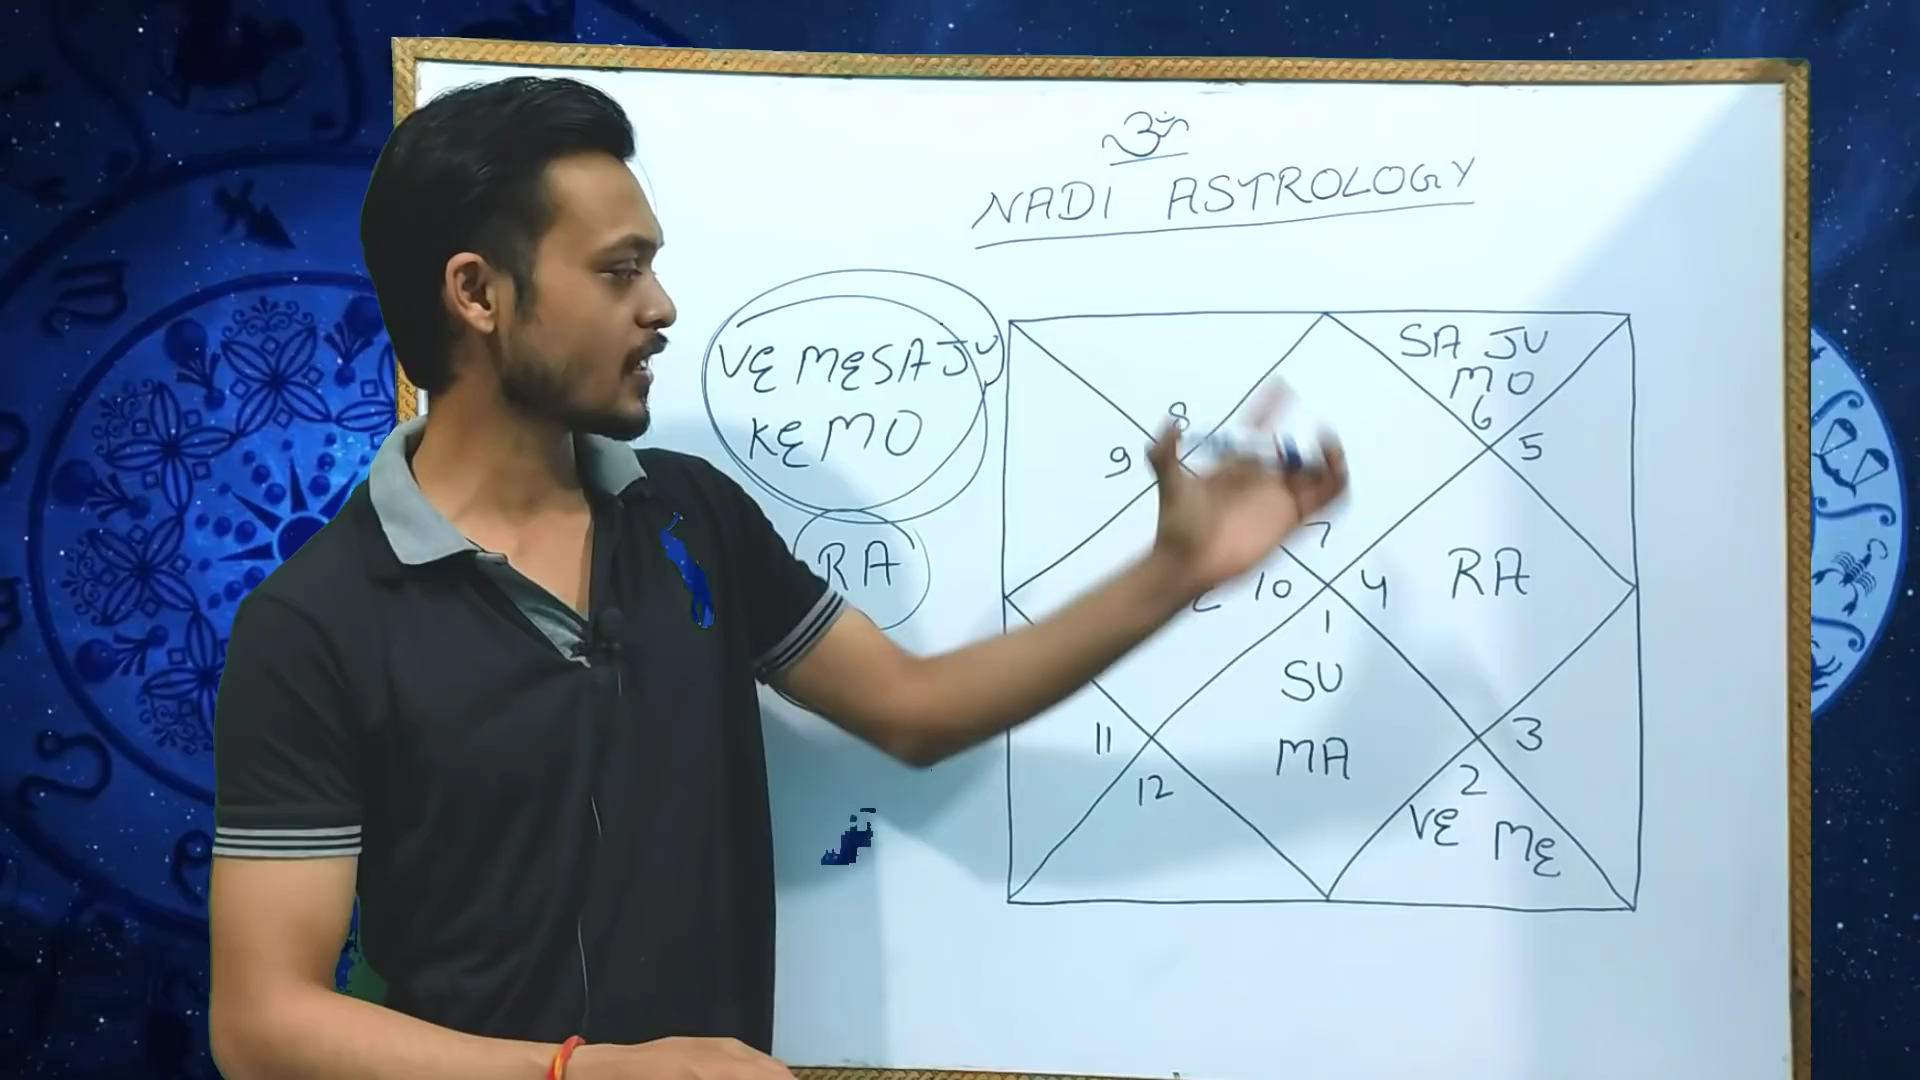 ॐ
NADI ASTROLOGY
VE ME SA JU
KE MO
RA
SA JU
MO
6
5
8
9
7
10
4
RA
1
SU
MA
11
12
3
2
VE ME